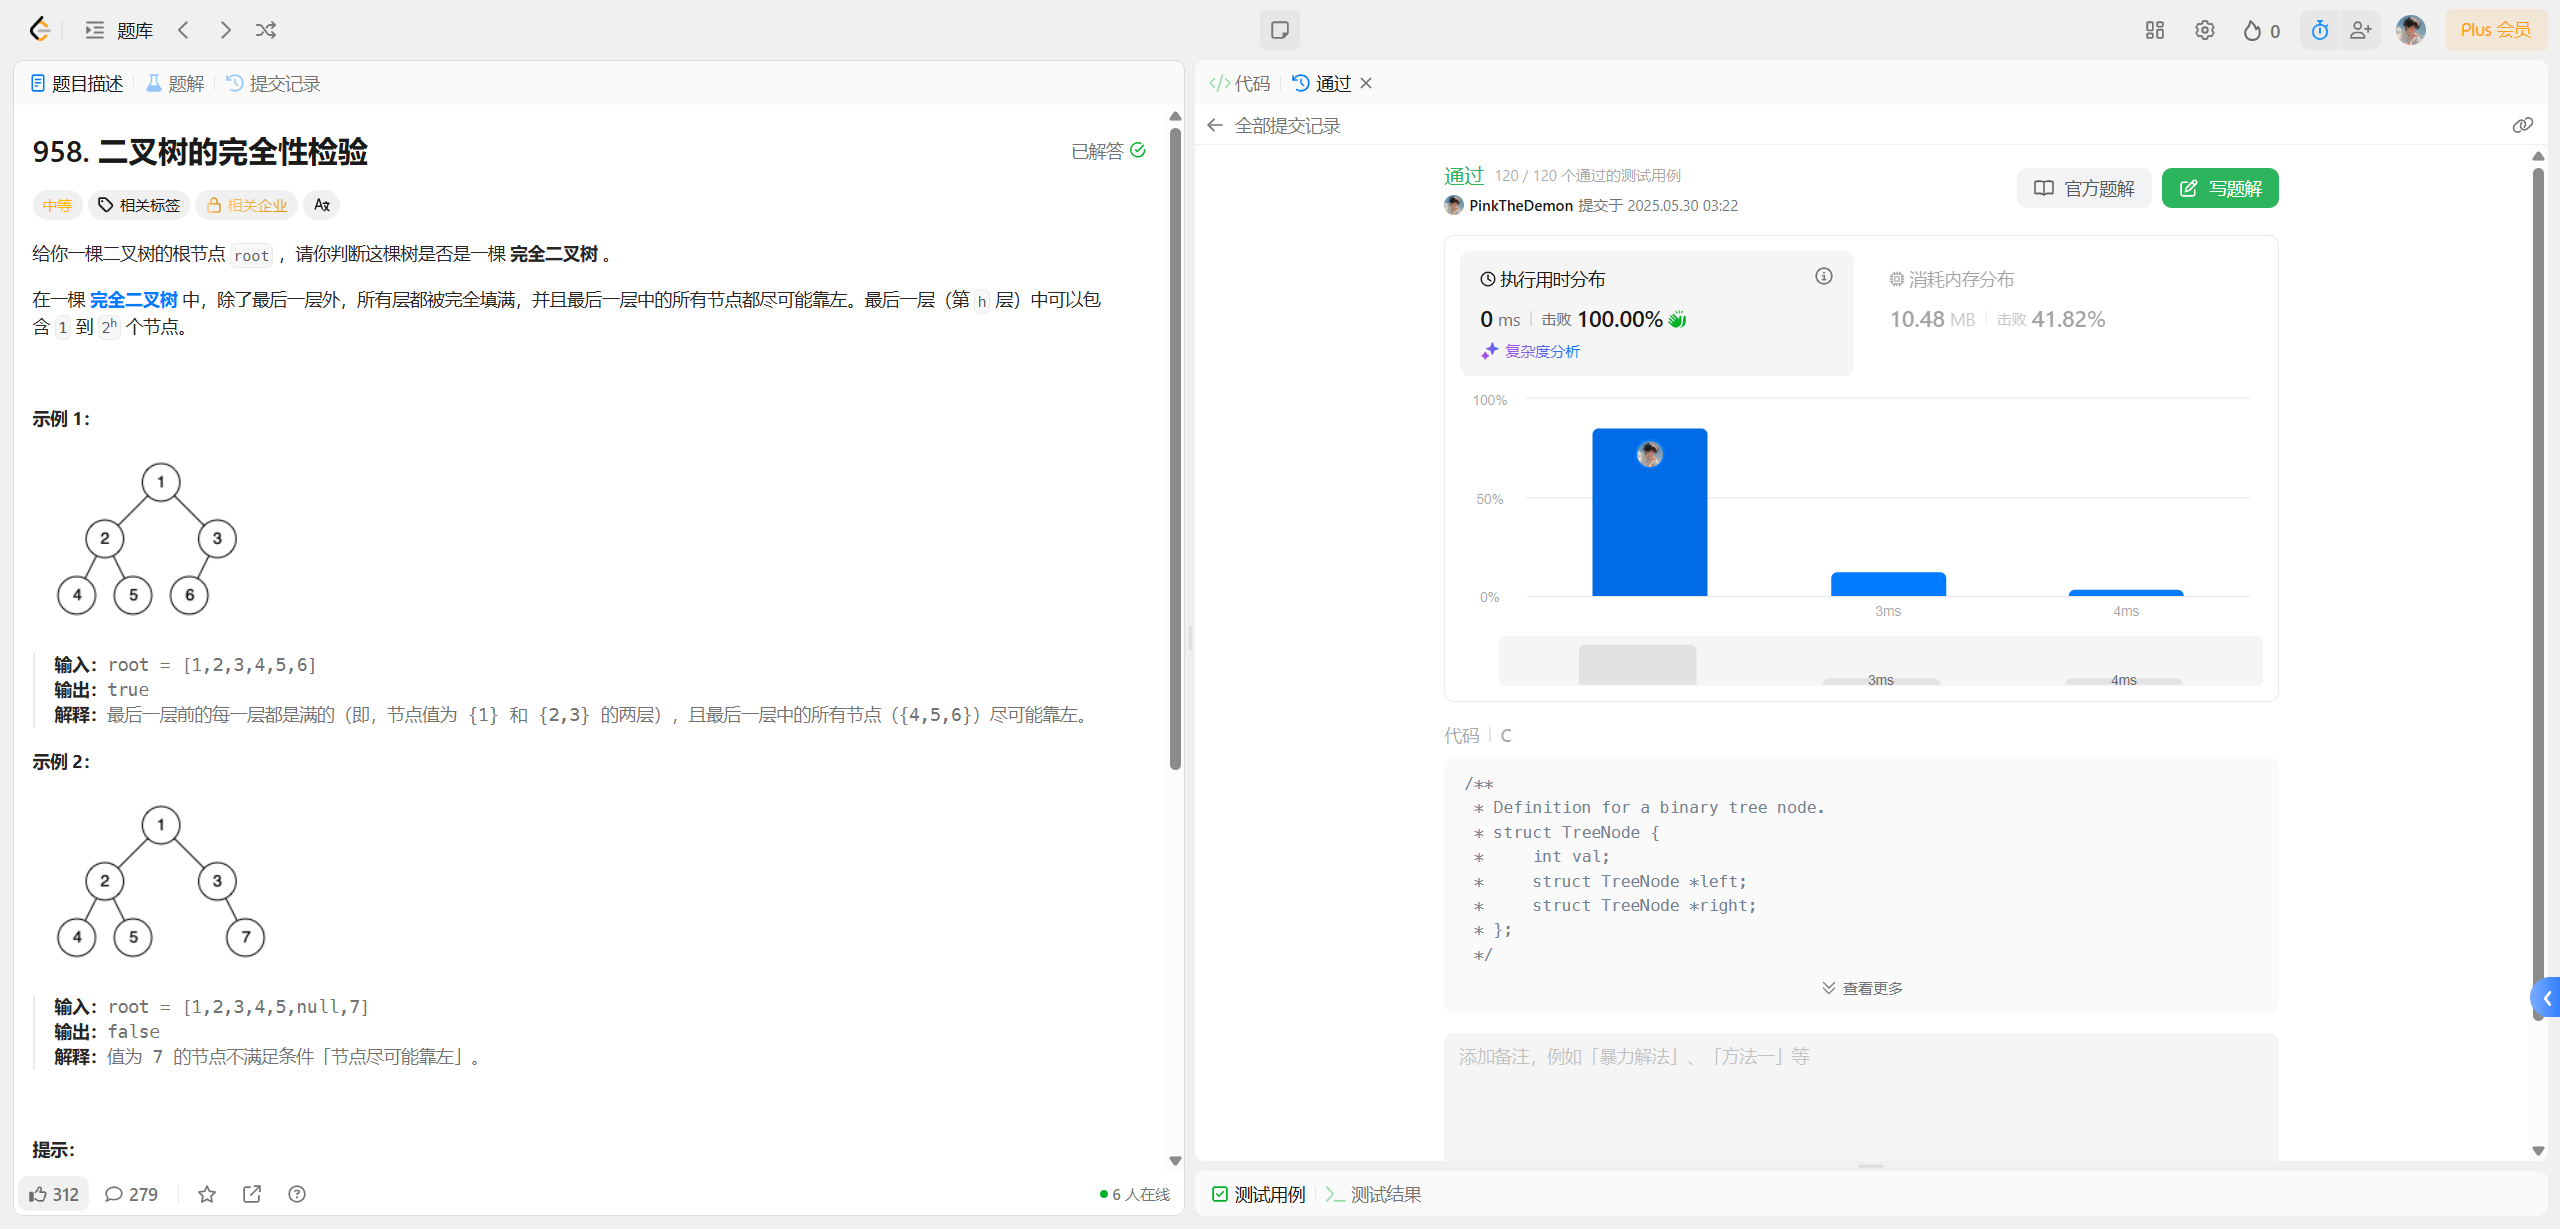 题库
0
Plus 会员
题目描述
题解
提交记录
958. 二叉树的完全性检验
已解答
中等
相关标签
相关企业
给你一棵二叉树的根节点 root ，请你判断这棵树是否是一棵 完全二叉树 。
在一棵 完全二叉树 中，除了最后一层外，所有层都被完全填满，并且最后一层中的所有节点都尽可能靠左。最后一层（第 h 层）中可以包
含 1 到 2h 个节点。
示例 1：
1
2 3
4 5 6
输入：root = [1,2,3,4,5,6]
输出：true
解释：最后一层前的每一层都是满的（即，节点值为 {1} 和 {2,3} 的两层），且最后一层中的所有节点（{4,5,6}）尽可能靠左。
示例 2：
1
2 3
4 5 7
输入：root = [1,2,3,4,5,null,7]
输出：false
解释：值为 7 的节点不满足条件「节点尽可能靠左」。
提示：
312
279
6 人在线
</> 代码
通过
全部提交记录
通过 120 / 120 个通过的测试用例
PinkTheDemon 提交于 2025.05.30 03:22
官方题解
写题解
执行用时分布
0 ms 击败 100.00%
复杂度分析
消耗内存分布
10.48 MB 击败 41.82%
100%
50%
0%
3ms
4ms
3ms
4ms
代码 C
/**
 * Definition for a binary tree node.
 * struct TreeNode {
 *     int val;
 *     struct TreeNode *left;
 *     struct TreeNode *right;
 * };
 */
查看更多
添加备注，例如「暴力解法」、「方法一」等
测试用例
测试结果